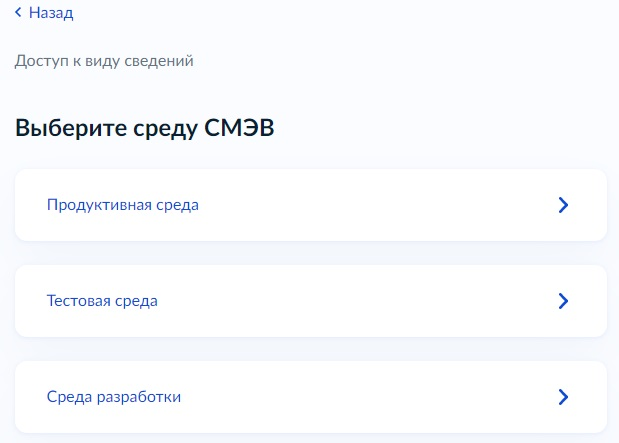 Назад
Доступ к виду сведений
Выберите среду СМЭВ
Продуктивная среда
Тестовая среда
Среда разработки